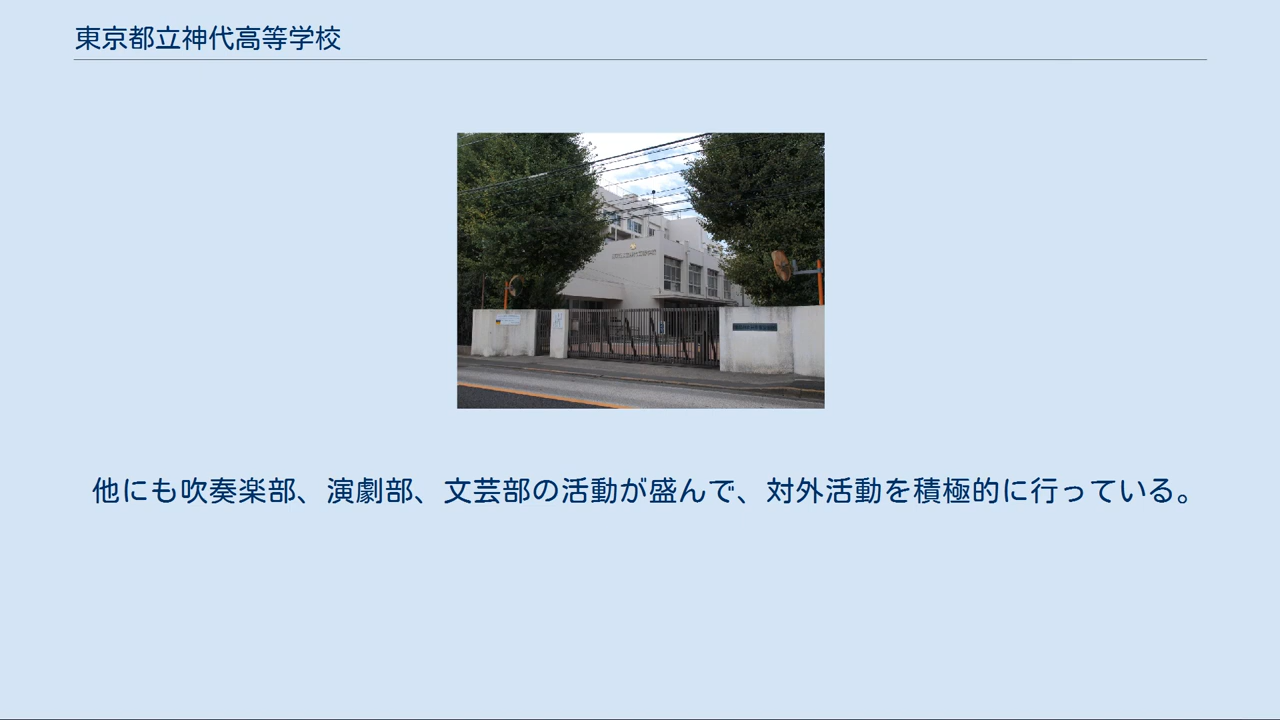 東京都立神代高等学校
他にも吹奏楽部、演劇部、文芸部の活動が盛んで、対外活動を積極的に行っている。